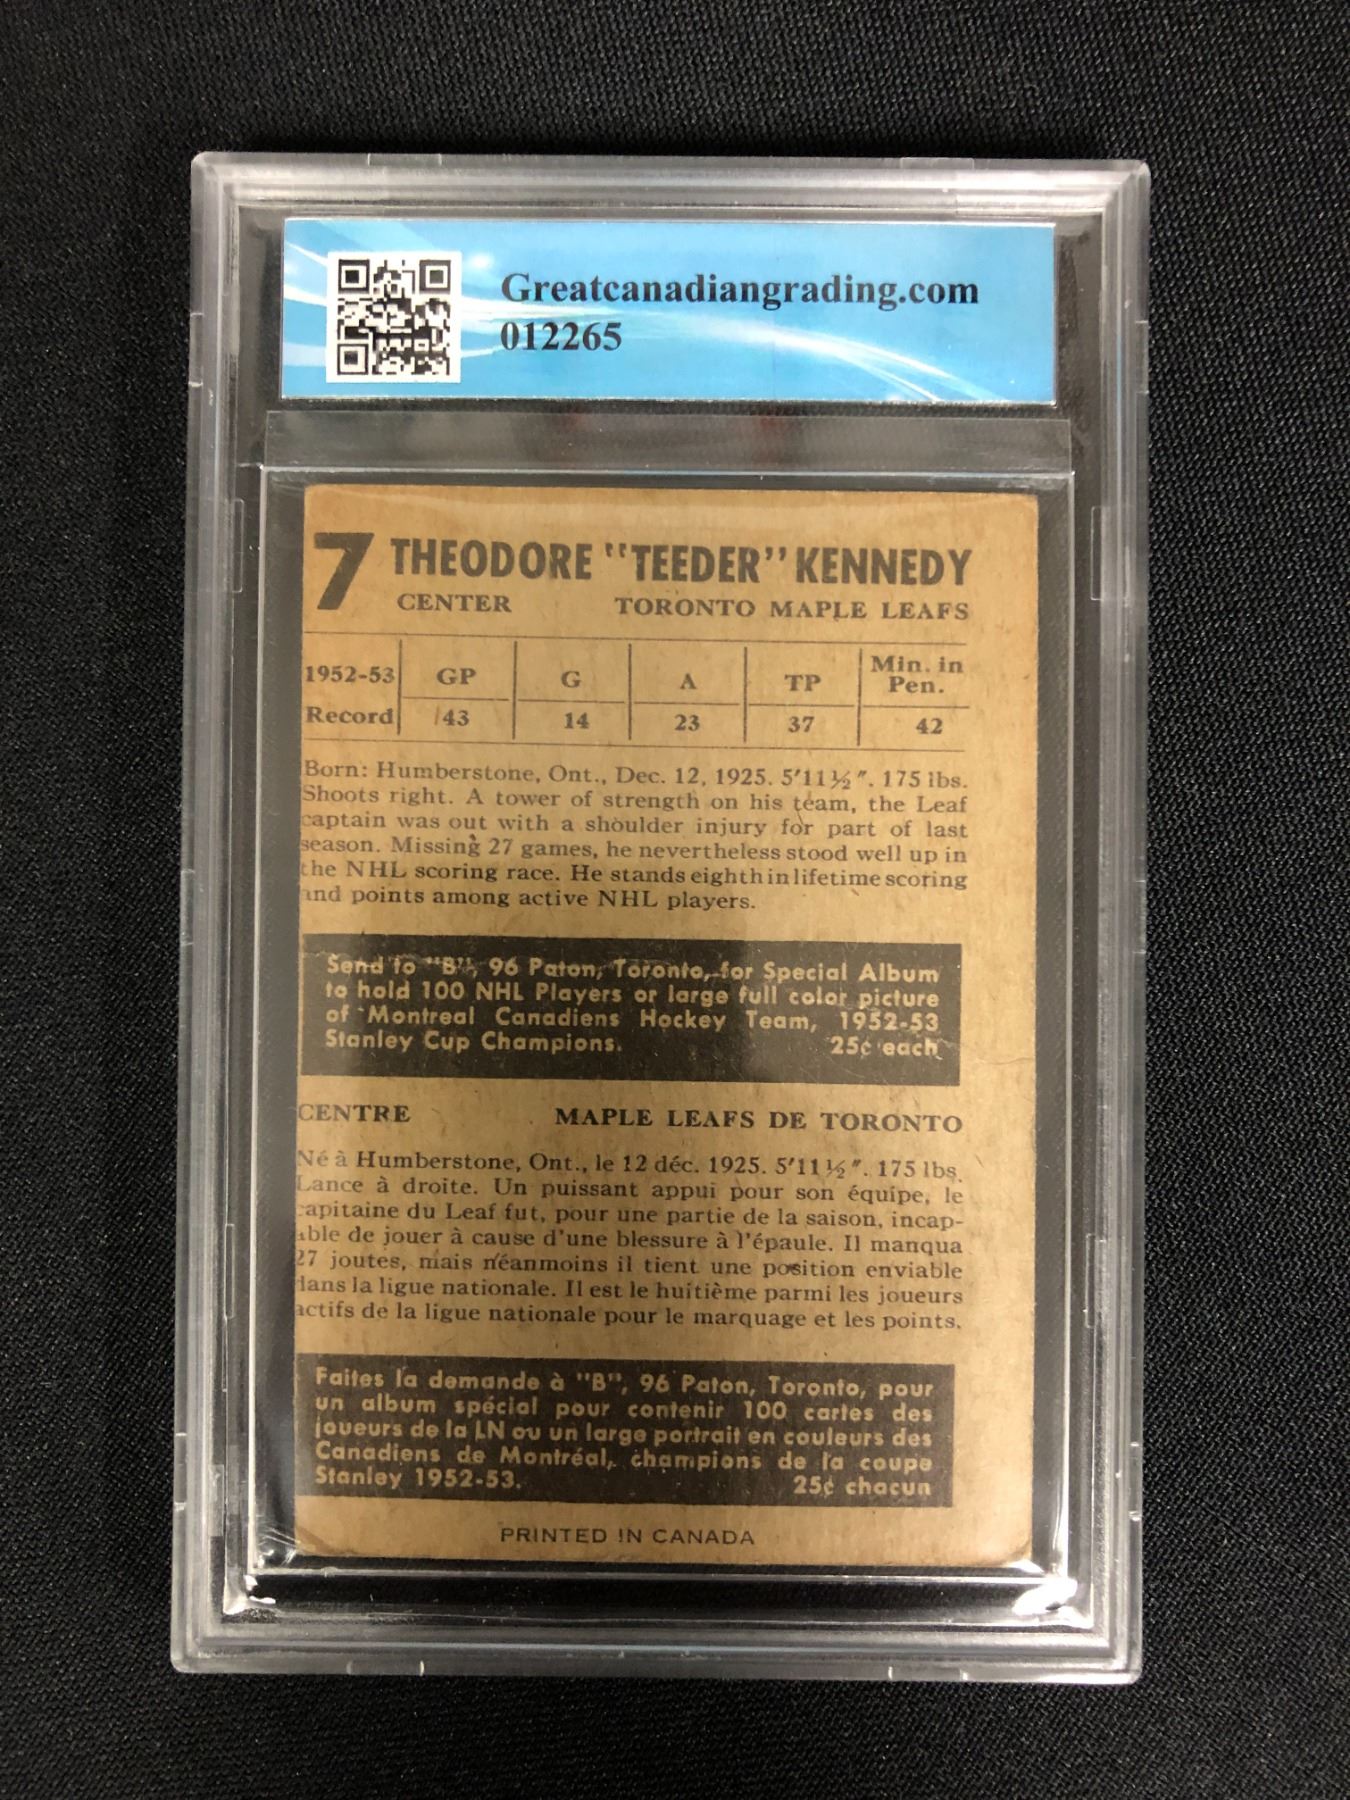 Greatcanadiangrading.com
012265
7 THEODORE "TEEDER" KENNEDY
CENTER TORONTO MAPLE LEAFS
1952-53 GP G A TP Min. in Pen.
Record 43 14 23 37 42
Born: Humberstone, Ont., Dec. 12, 1925. 5'11½". 175 lbs.
Shoots right. A tower of strength on his team, the Leaf
captain was out with a shoulder injury for part of last
season. Missing 27 games, he nevertheless stood well up in
the NHL scoring race. He stands eighth in lifetime scoring
and points among active NHL players.
Send to "B", 96 Paton, Toronto, for Special Album
to hold 100 NHL Players or large full color picture
of Montreal Canadiens Hockey Team, 1952-53
Stanley Cup Champions. 25¢ each
CENTRE MAPLE LEAFS DE TORONTO
Né à Humberstone, Ont., le 12 déc. 1925. 5'11½". 175 lbs.
Lance à droite. Un puissant appui pour son équipe, le
capitaine du Leaf fut, pour une partie de la saison, incap-
able de jouer à cause d'une blessure à l'épaule. Il manqua
27 joutes, mais néanmoins il tient une position enviable
dans la ligue nationale. Il est le huitième parmi les joueurs
actifs de la ligue nationale pour le marquage et les points.
Faites la demande à "B", 96 Paton, Toronto, pour
un album spécial pour contenir 100 cartes des
joueurs de la LN ou un large portrait en couleurs des
Canadiens de Montréal, champions de la coupe
Stanley 1952-53. 25¢ chacun
PRINTED IN CANADA